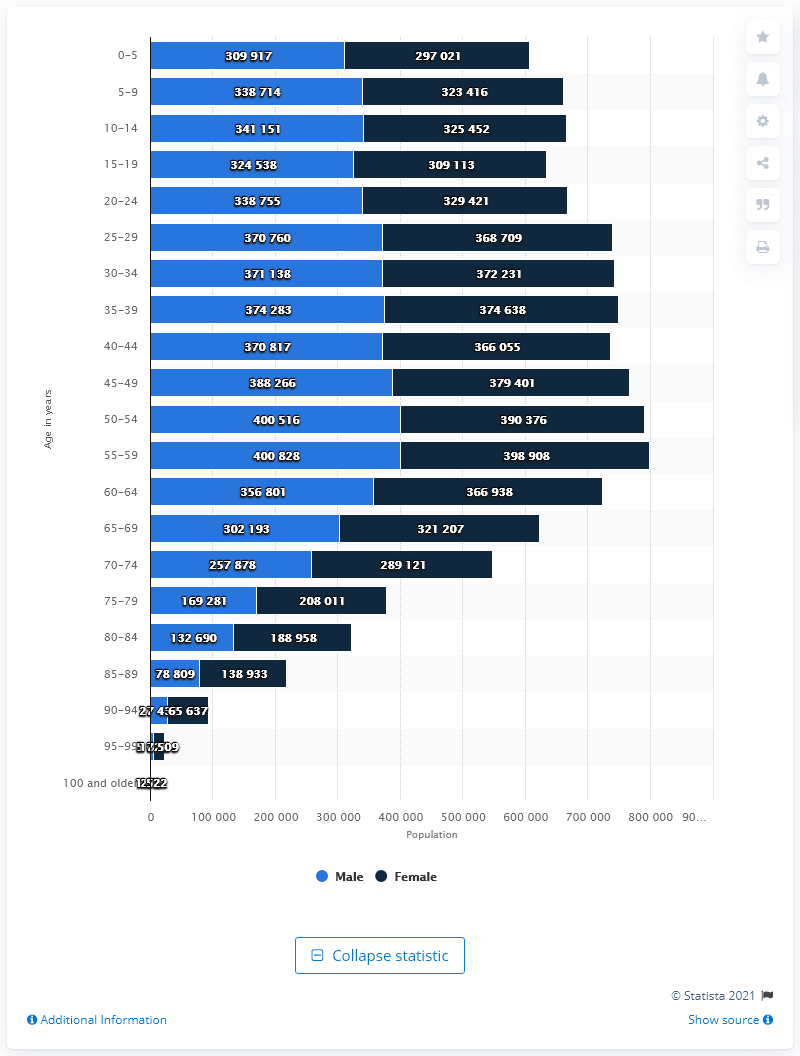 0–5 309 917 297 021
5–9 338 714 323 416
10–14 341 151 325 452
15–19 324 538 309 113
20–24 338 755 329 421
25–29 370 760 368 709
30–34 371 138 372 231
35–39 374 283 374 638
40–44 370 817 366 055
45–49 388 266 379 401
50–54 400 516 390 376
55–59 400 828 398 908
60–64 356 801 366 938
65–69 302 193 321 207
70–74 257 878 289 121
75–79 169 281 208 011
80–84 132 690 188 958
85–89 78 809 138 933
90–94 65 637
95–99
100 and older
Age in years
0 100 000 200 000 300 000 400 000 500 000 600 000 700 000 800 000 90…
Population
Male Female
Collapse statistic
© Statista 2021
Additional Information Show source